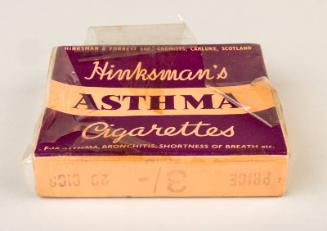 HINKSMAN & FORREST LTD. CHEMISTS, CARLUKE, SCOTLAND
Hinksman's
ASTHMA
Cigarettes
FOR ASTHMA, BRONCHITIS, SHORTNESS OF BREATH etc.
PRICE 3/- 20 CIGS